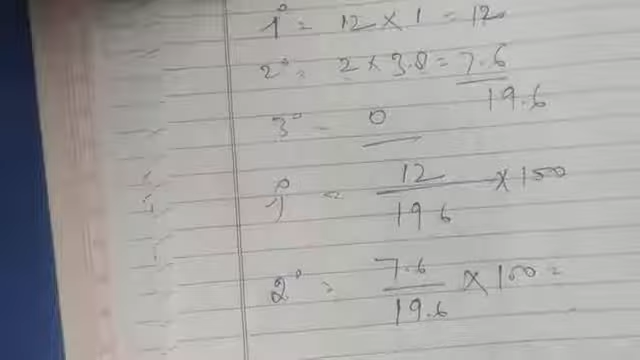 1° = 12 × 1 = 12
2° = 2 × 3.8 = 7.6
19.6
3° - 0
1° = 12/19.6 × 100
2° = 7.6/19.6 × 100 =